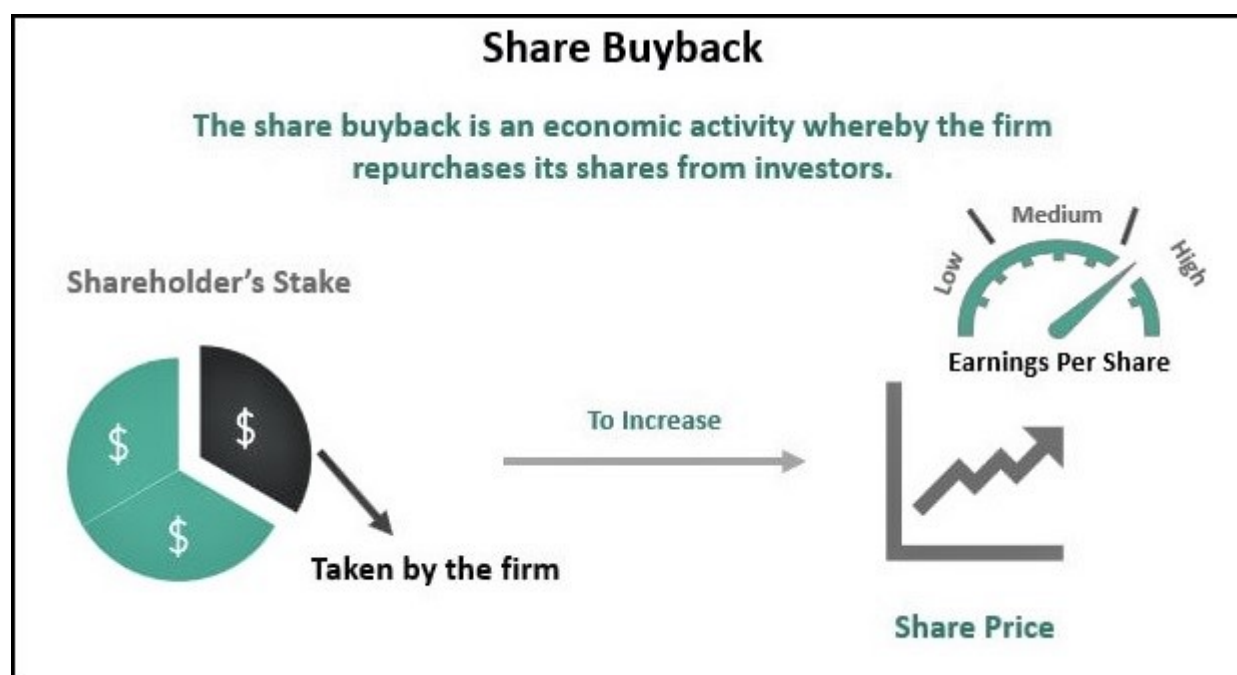 Share Buyback
The share buyback is an economic activity whereby the firm
repurchases its shares from investors.
Shareholder’s Stake
$
$
$
Taken by the firm
To Increase
Low
Medium
High
Earnings Per Share
Share Price